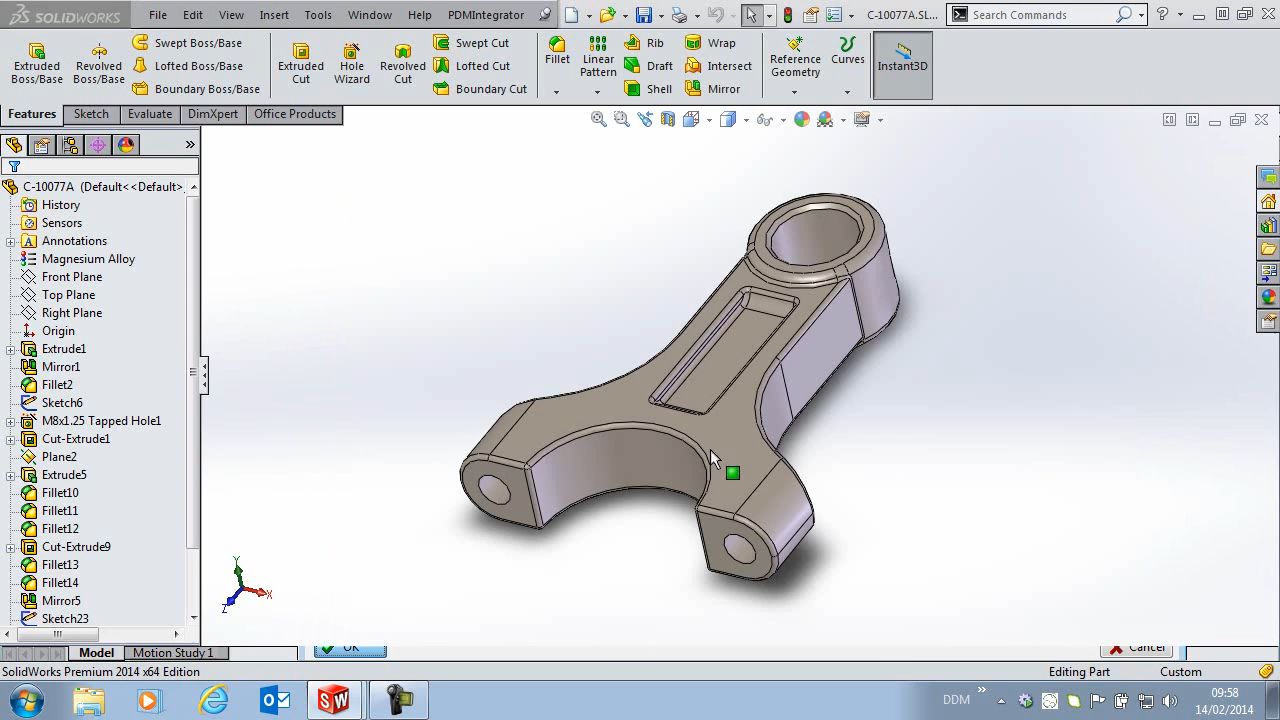 SOLIDWORKS File Edit View Insert Tools Window Help PDMIntegrator C-10077A.SL... Search Commands
Extruded Boss/Base
Revolved Boss/Base
Swept Boss/Base
Lofted Boss/Base
Boundary Boss/Base
Extruded Cut
Hole Wizard
Revolved Cut
Swept Cut
Lofted Cut
Boundary Cut
Fillet
Linear Pattern
Rib
Draft
Shell
Wrap
Intersect
Mirror
Reference Geometry
Curves
Instant3D
Features Sketch Evaluate DimXpert Office Products
C-10077A (Default<<Default>
History
Sensors
Annotations
Magnesium Alloy
Front Plane
Top Plane
Right Plane
Origin
Extrude1
Mirror1
Fillet2
Sketch6
M8x1.25 Tapped Hole1
Cut-Extrude1
Plane2
Extrude5
Fillet10
Fillet11
Fillet12
Cut-Extrude9
Fillet13
Fillet14
Mirror5
Sketch23
Y
X
Z
Model Motion Study 1
OK Cancel
SolidWorks Premium 2014 x64 Edition Editing Part Custom
DDM
09:58
14/02/2014